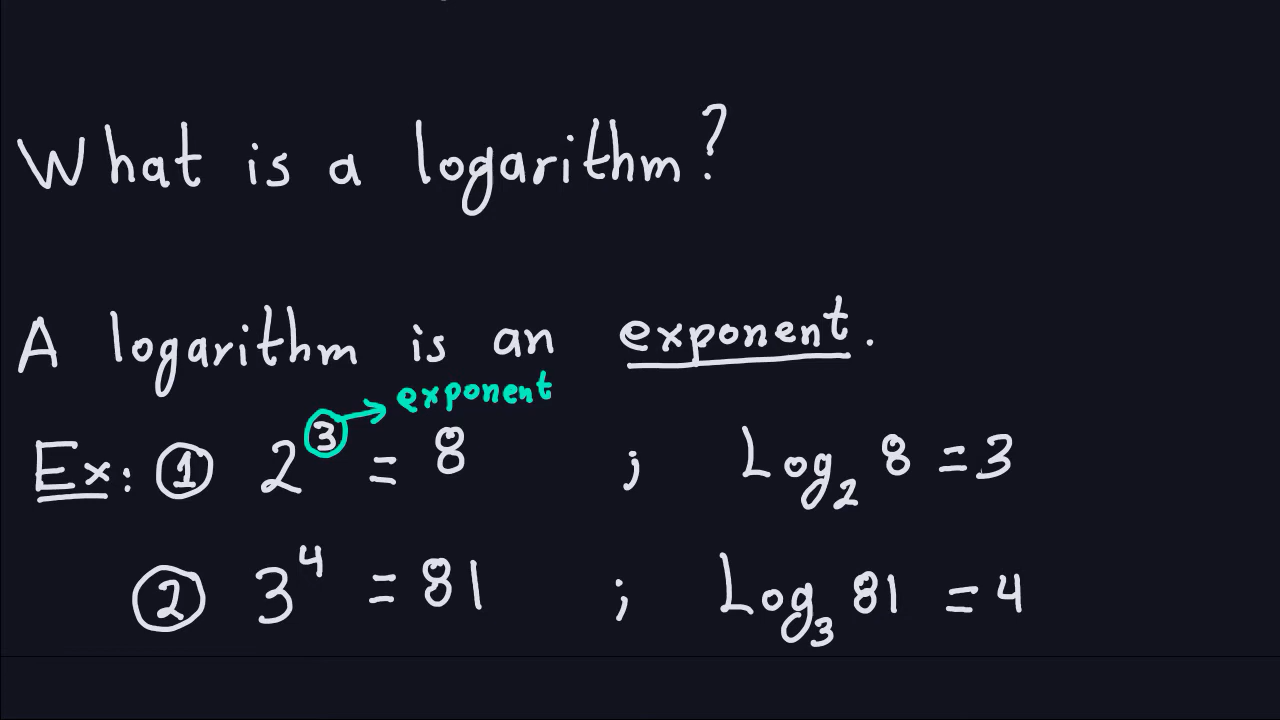 What is a logarithm?
A logarithm is an exponent.
exponent
Ex: ① 2³ = 8 ; Log₂ 8 = 3
② 3⁴ = 81 ; Log₃ 81 = 4